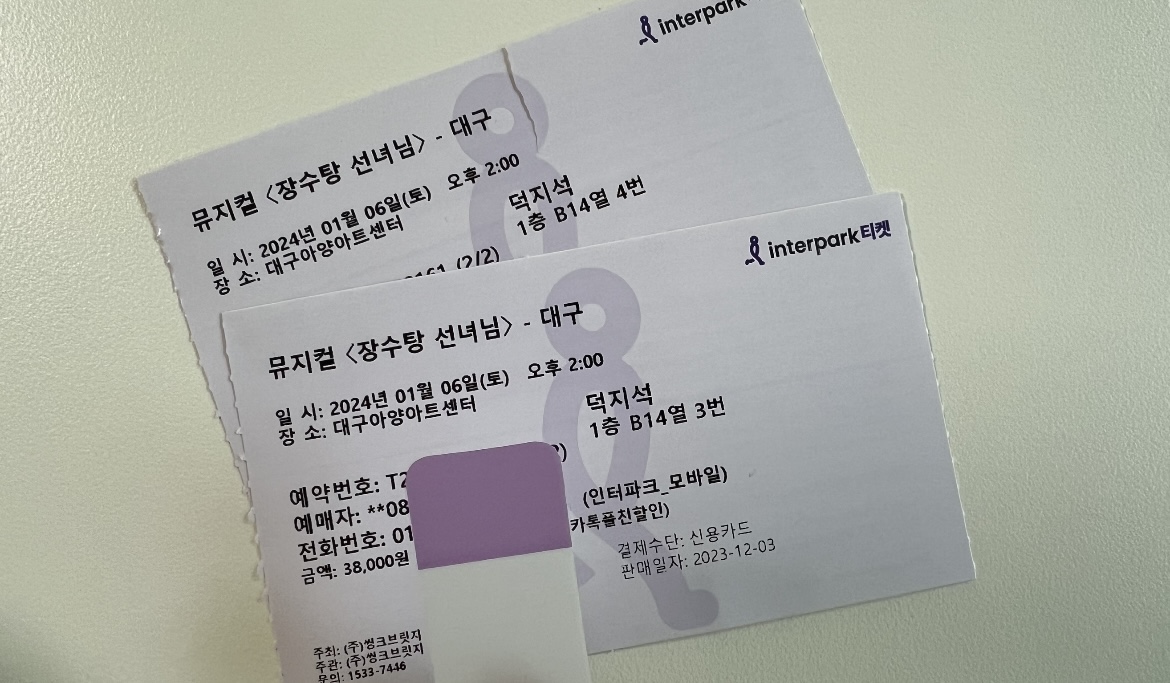 interpark
뮤지컬 <장수탕 선녀님> - 대구
일 시: 2024년 01월 06일(토) 오후 2:00
장 소: 대구아양아트센터
덕지석
1층 B14열 4번
(2/2)
interpark티켓
뮤지컬 <장수탕 선녀님> - 대구
일 시: 2024년 01월 06일(토) 오후 2:00
장 소: 대구아양아트센터
덕지석
1층 B14열 3번
예약번호: T2
예매자: **08
(인터파크_모바일)
전화번호: 01
카톡플친할인)
금액: 38,000원
결제수단: 신용카드
판매일자: 2023-12-03
주최: (주)씽크브릿지
주관: (주)씽크브릿지
문의: 1533-7446